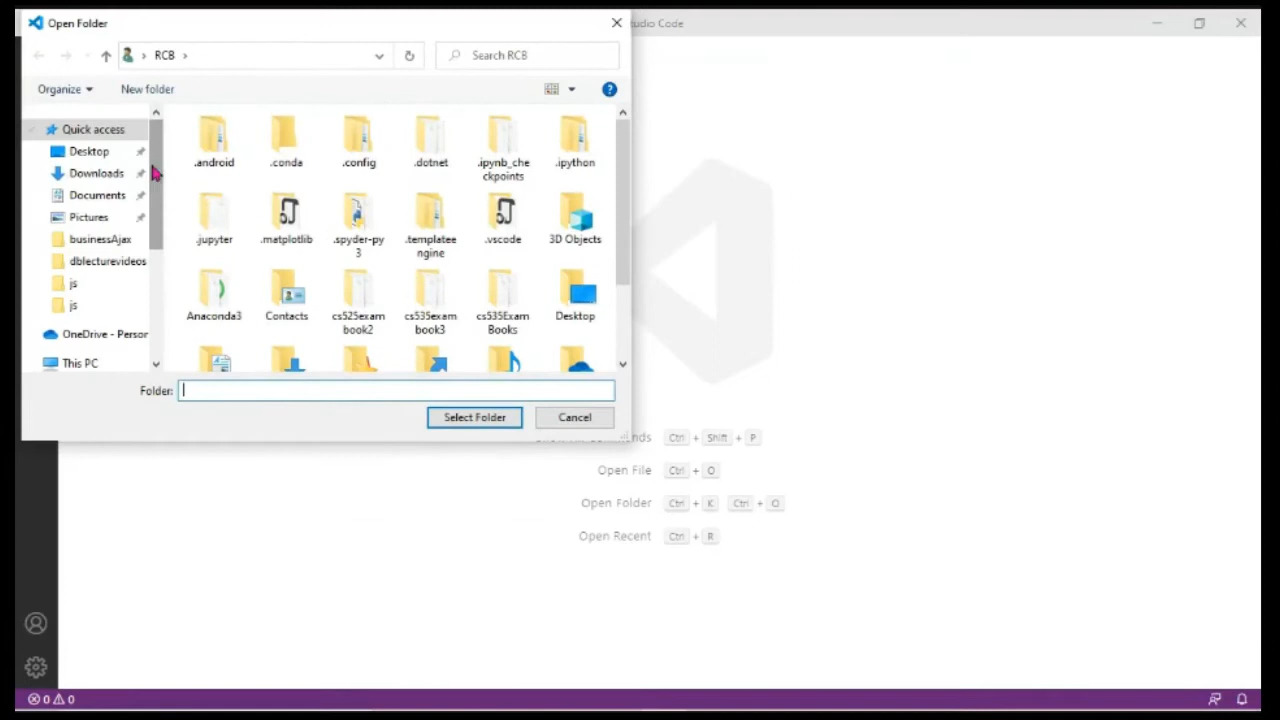 Open Folder
tudio Code
RCB
Search RCB
Organize
New folder
Quick access
Desktop
Downloads
Documents
Pictures
businessAjax
dblecturevideos
js
js
OneDrive - Person
This PC
.android
.conda
.config
.dotnet
.ipynb_che
ckpoints
.ipython
.jupyter
.matplotlib
.spyder-py
3
.templatee
ngine
.vscode
3D Objects
Anaconda3
Contacts
cs525exam
book2
cs535exam
book3
cs535Exam
Books
Desktop
Folder:
Select Folder
Cancel
Ctrl + Shift + P
Open File Ctrl + O
Open Folder Ctrl + K Ctrl + O
Open Recent Ctrl + R
0 0